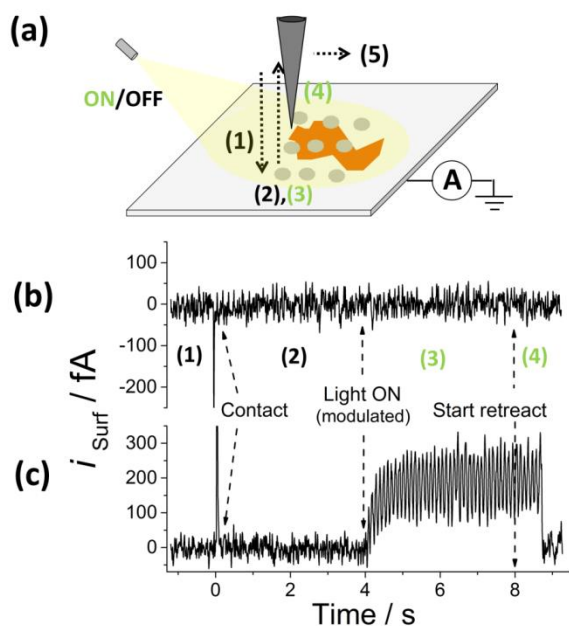 (a)
ON/OFF
(5)
(4)
(1)
(2),(3)
A
(b)
(c)
i Surf / fA
100
0
-100
-200
(1)
(2)
(3)
(4)
Contact
Light ON
(modulated)
Start retreact
300
200
100
0
0 2 4 6 8
Time / s